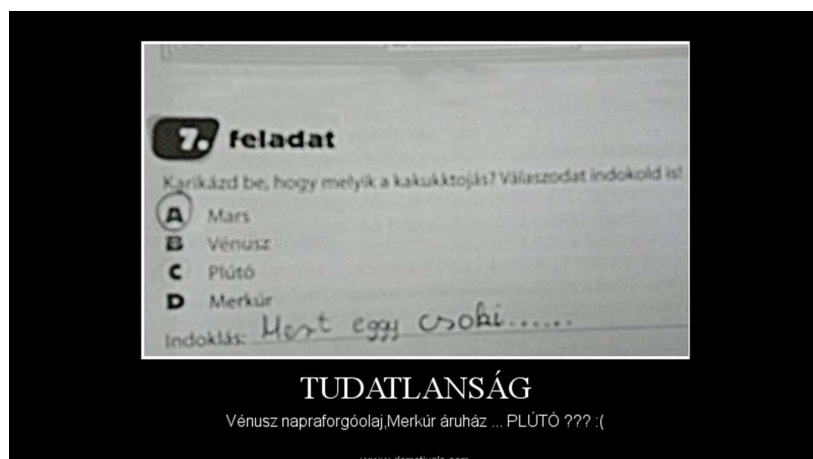 7. feladat
Karikázd be, hogy melyik a kakukktojás? Válaszodat indokold is!
A Mars
B Vénusz
C Plútó
D Merkúr
Indoklás: Mert eggy csoki......
TUDATLANSÁG
Vénusz napraforgóolaj,Merkúr áruház ... PLÚTÓ ??? :(